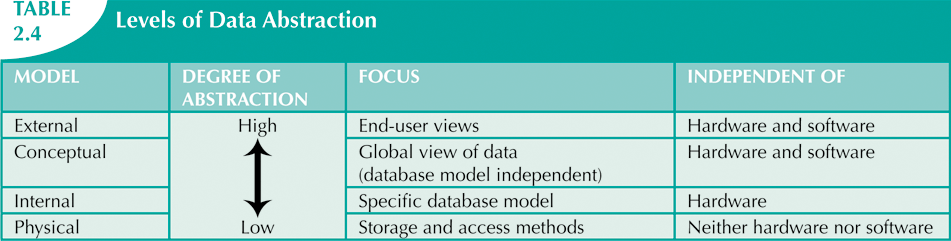 TABLE
2.4
Levels of Data Abstraction
MODEL
DEGREE OF
ABSTRACTION
FOCUS
INDEPENDENT OF
External
High
End-user views
Hardware and software
Conceptual
Global view of data
(database model independent)
Hardware and software
Internal
Specific database model
Hardware
Physical
Low
Storage and access methods
Neither hardware nor software